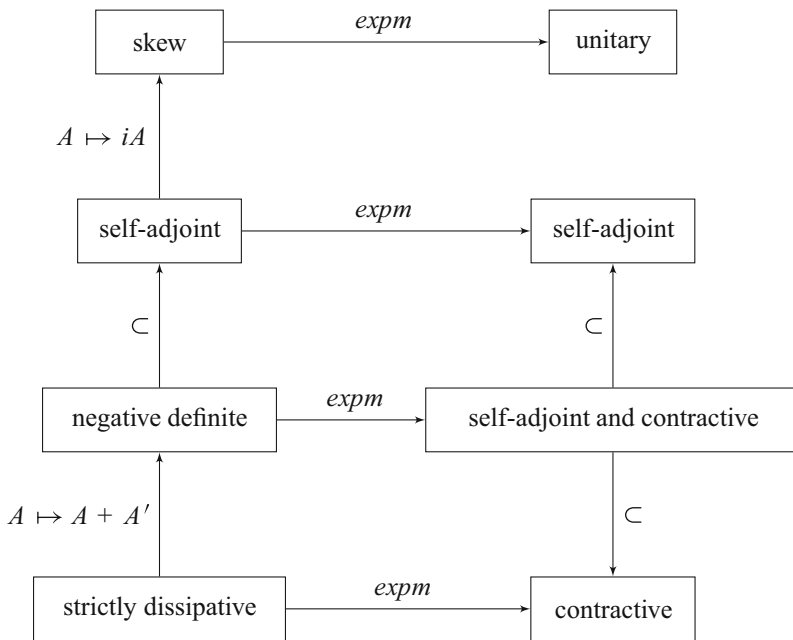 expm
skew
unitary
A ↦ iA
expm
self-adjoint
self-adjoint
⊂
⊂
expm
negative definite
self-adjoint and contractive
A ↦ A + A′
⊂
expm
strictly dissipative
contractive